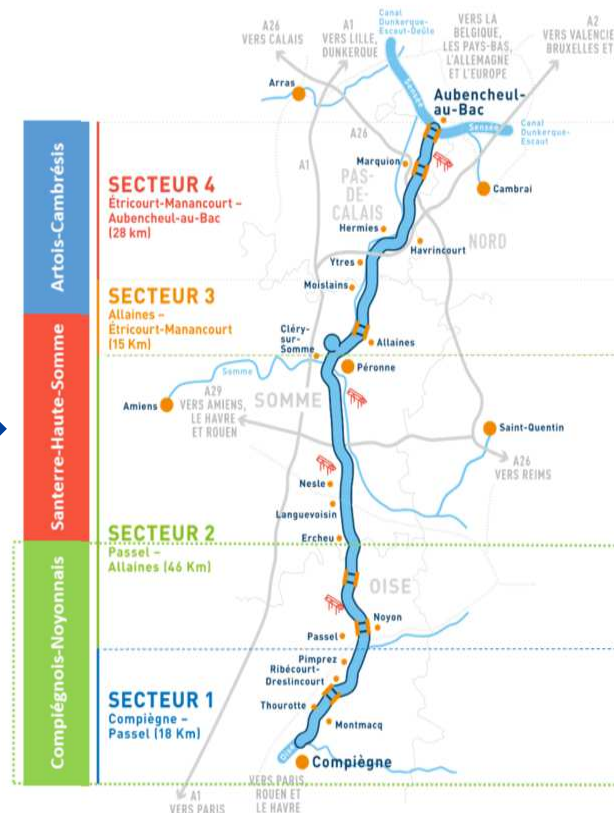 A26
VERS CALAIS
A1
VERS LILLE,
DUNKERQUE
Canal
Dunkerque-
Escaut-Deûle
VERS LA
BELGIQUE,
LES PAYS-BAS,
L'ALLEMAGNE
ET L'EUROPE
A2
VERS VALENCIE
BRUXELLES ET
Arras
Sensée
Aubencheul-
au-Bac
Sensée
Canal
Dunkerque-
Escaut
A26
A1
Marquion
PAS-
DE-
CALAIS
Cambrai
Artois-Cambrésis
SECTEUR 4
Étricourt-Manancourt –
Aubencheul-au-Bac
(28 km)
Hermies
NORD
Havrincourt
Ytres
Moislains
SECTEUR 3
Allaines –
Étricourt-Manancourt
(15 Km)
Cléry-
sur-
Somme
Allaines
Péronne
Somme
Amiens
A29
VERS AMIENS,
LE HAVRE
ET ROUEN
SOMME
Saint-Quentin
A26
VERS REIMS
Santerre-Haute-Somme
Nesle
Languevoisin
Ercheu
SECTEUR 2
Passel –
Allaines (46 Km)
OISE
Noyon
Passel
Complégnois-Noyonnais
Pimprez
Ribécourt-
Dreslincourt
SECTEUR 1
Compiègne –
Passel (18 Km)
Thourotte
Montmacq
Oise
Compiègne
A1
VERS PARIS
VERS PARIS,
ROUEN ET
LE HAVRE